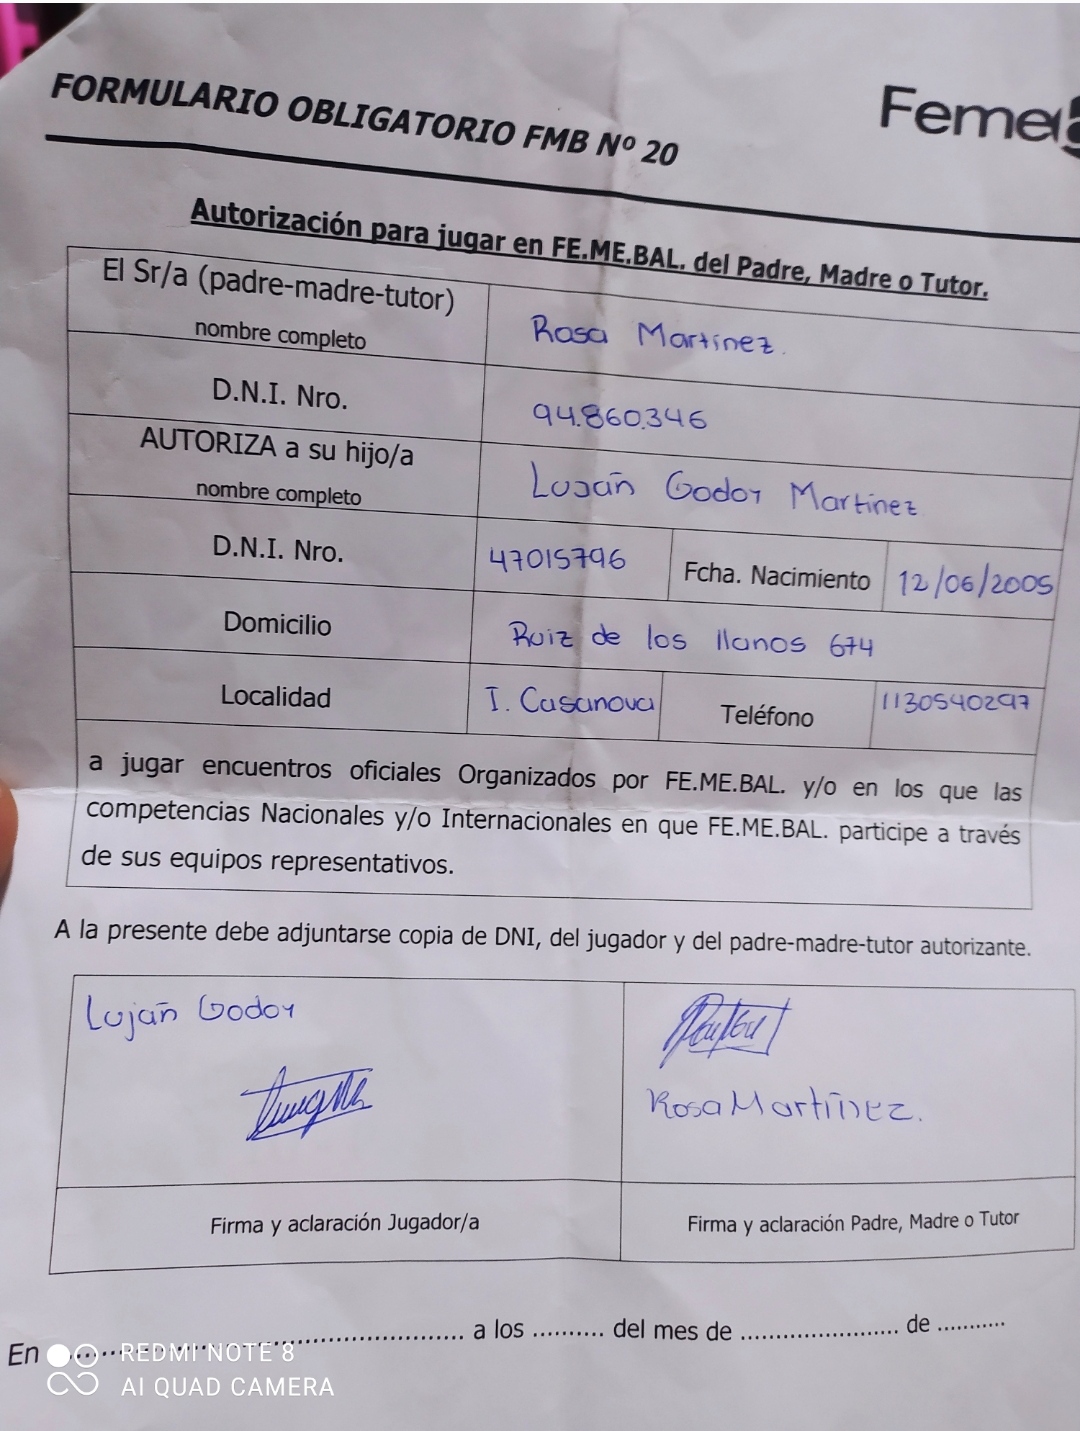 FORMULARIO OBLIGATORIO FMB Nº 20
Autorización para jugar en FE.ME.BAL. del Padre, Madre o Tutor.
El Sr/a (padre-madre-tutor)
nombre completo
Rosa Martinez.
D.N.I. Nro.
94.860.346
AUTORIZA a su hijo/a
nombre completo
Luján Godoy Martinez
D.N.I. Nro.
47015796
Fcha. Nacimiento
12/06/2005
Domicilio
Ruiz de los llanos 674
Localidad
I. Casanova
Teléfono
1130540297
a jugar encuentros oficiales Organizados por FE.ME.BAL. y/o en los que las
competencias Nacionales y/o Internacionales en que FE.ME.BAL. participe a través
de sus equipos representativos.
A la presente debe adjuntarse copia de DNI, del jugador y del padre-madre-tutor autorizante.
Luján Godoy
Rosa Martínez.
Firma y aclaración Jugador/a
Firma y aclaración Padre, Madre o Tutor
En ........................................ a los .......... del mes de ...................... de ..........
REDMI NOTE 8
AI QUAD CAMERA